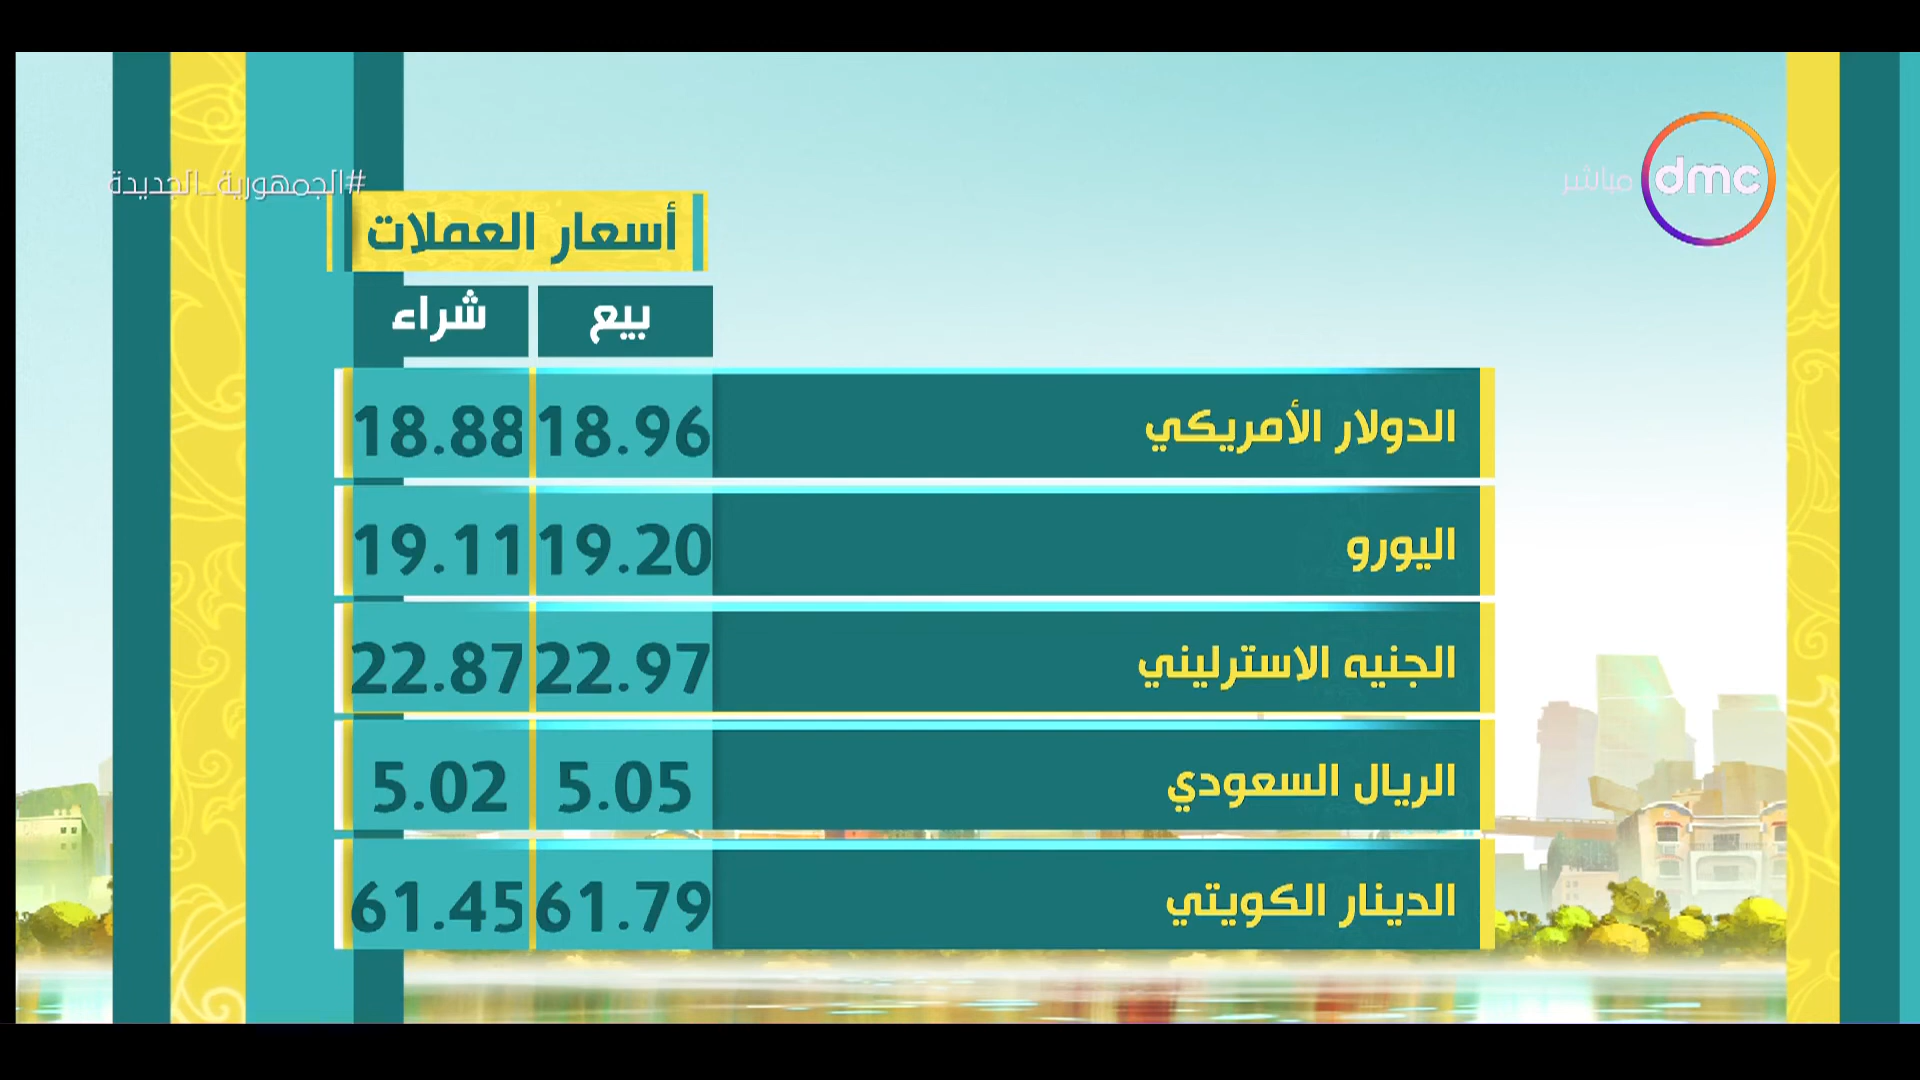 dmc مباشر
#الجمهورية_الجديدة
أسعار العملات
بيع شراء
الدولار الأمريكي 18.96 18.88
اليورو 19.20 19.11
الجنيه الاسترليني 22.97 22.87
الريال السعودي 5.05 5.02
الدينار الكويتي 61.79 61.45